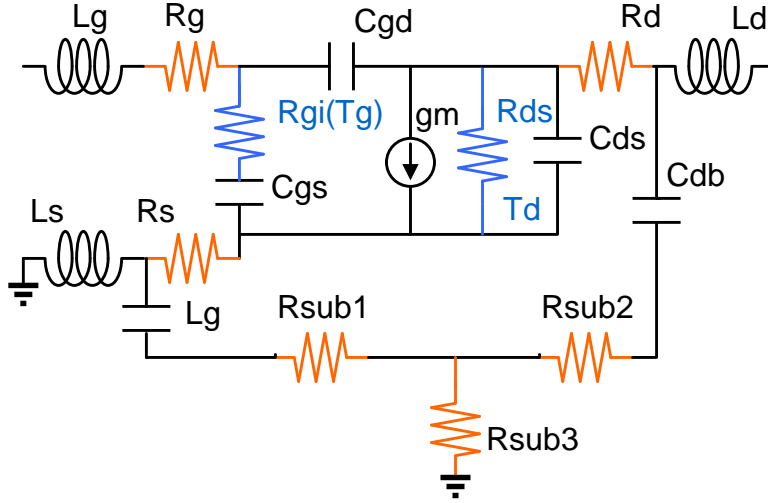 Lg
Rg
Cgd
Rd
Ld
Rgi(Tg)
gm
Rds
Cds
Cdb
Cgs
Td
Ls
Rs
Lg
Rsub1
Rsub2
Rsub3